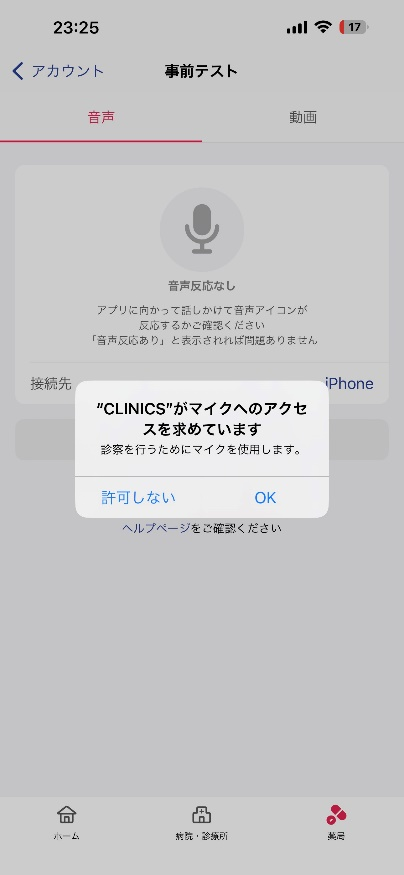 23:25
17
アカウント
事前テスト
音声
動画
音声反応なし
アプリに向かって話しかけて音声アイコンが
反応するかご確認ください
「音声反応あり」と表示されれば問題ありません
接続先
iPhone
“CLINICS”がマイクへのアクセ
スを求めています
診察を行うためにマイクを使用します。
許可しない
OK
ヘルプページをご確認ください
ホーム
病院・診療所
薬局